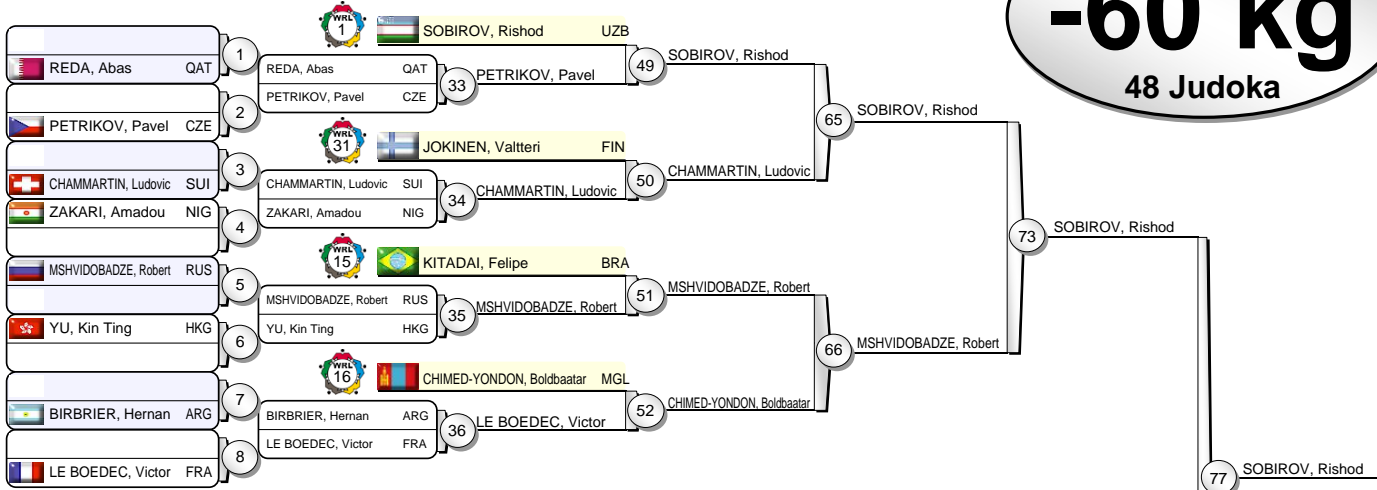 -60 kg
48 Judoka
WRL
1
SOBIROV, Rishod UZB
1
REDA, Abas QAT
REDA, Abas QAT
PETRIKOV, Pavel CZE
33
PETRIKOV, Pavel
49
SOBIROV, Rishod
2
PETRIKOV, Pavel CZE
65
SOBIROV, Rishod
WRL
31
JOKINEN, Valtteri FIN
3
CHAMMARTIN, Ludovic SUI
CHAMMARTIN, Ludovic SUI
ZAKARI, Amadou NIG
34
CHAMMARTIN, Ludovic
50
CHAMMARTIN, Ludovic
ZAKARI, Amadou NIG
4
73
SOBIROV, Rishod
WRL
15
KITADAI, Felipe BRA
MSHVIDOBADZE, Robert RUS
5
MSHVIDOBADZE, Robert RUS
YU, Kin Ting HKG
35
MSHVIDOBADZE, Robert
51
MSHVIDOBADZE, Robert
YU, Kin Ting HKG
6
66
MSHVIDOBADZE, Robert
WRL
16
CHIMED-YONDON, Boldbaatar MGL
7
BIRBRIER, Hernan ARG
BIRBRIER, Hernan ARG
LE BOEDEC, Victor FRA
36
LE BOEDEC, Victor
52
CHIMED-YONDON, Boldbaatar
8
LE BOEDEC, Victor FRA
77
SOBIROV, Rishod